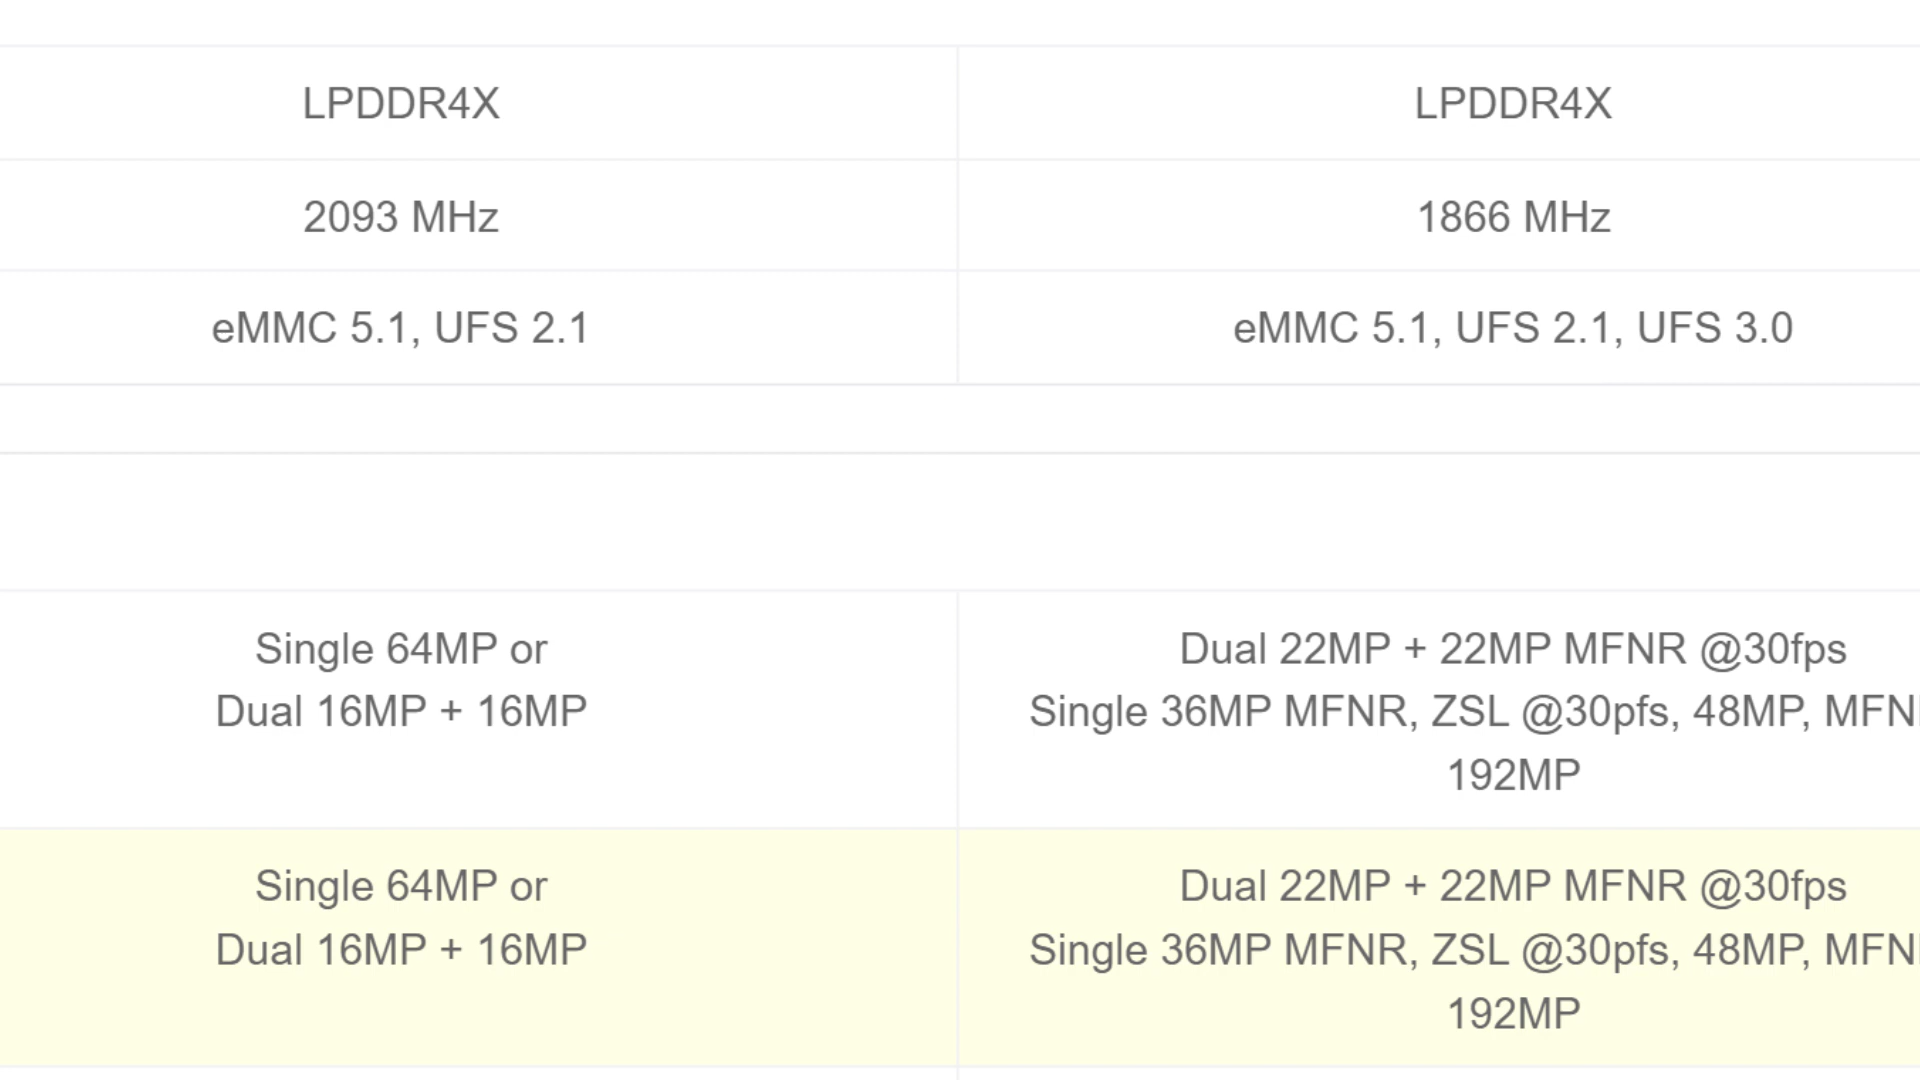 LPDDR4X
LPDDR4X
2093 MHz
1866 MHz
eMMC 5.1, UFS 2.1
eMMC 5.1, UFS 2.1, UFS 3.0
Single 64MP or
Dual 16MP + 16MP
Dual 22MP + 22MP MFNR @30fps
Single 36MP MFNR, ZSL @30pfs, 48MP,
192MP
Single 64MP or
Dual 16MP + 16MP
Dual 22MP + 22MP MFNR @30fps
Single 36MP MFNR, ZSL @30pfs, 48MP,
192MP